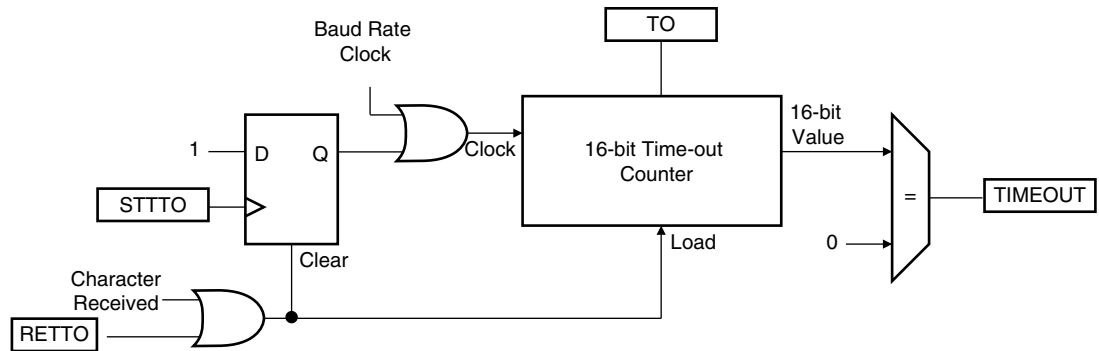 TO
Baud Rate
Clock
16-bit
Value
1
D
Q
Clock
16-bit Time-out
Counter
STTTO
=
TIMEOUT
Clear
Load
0
Character
Received
RETTO